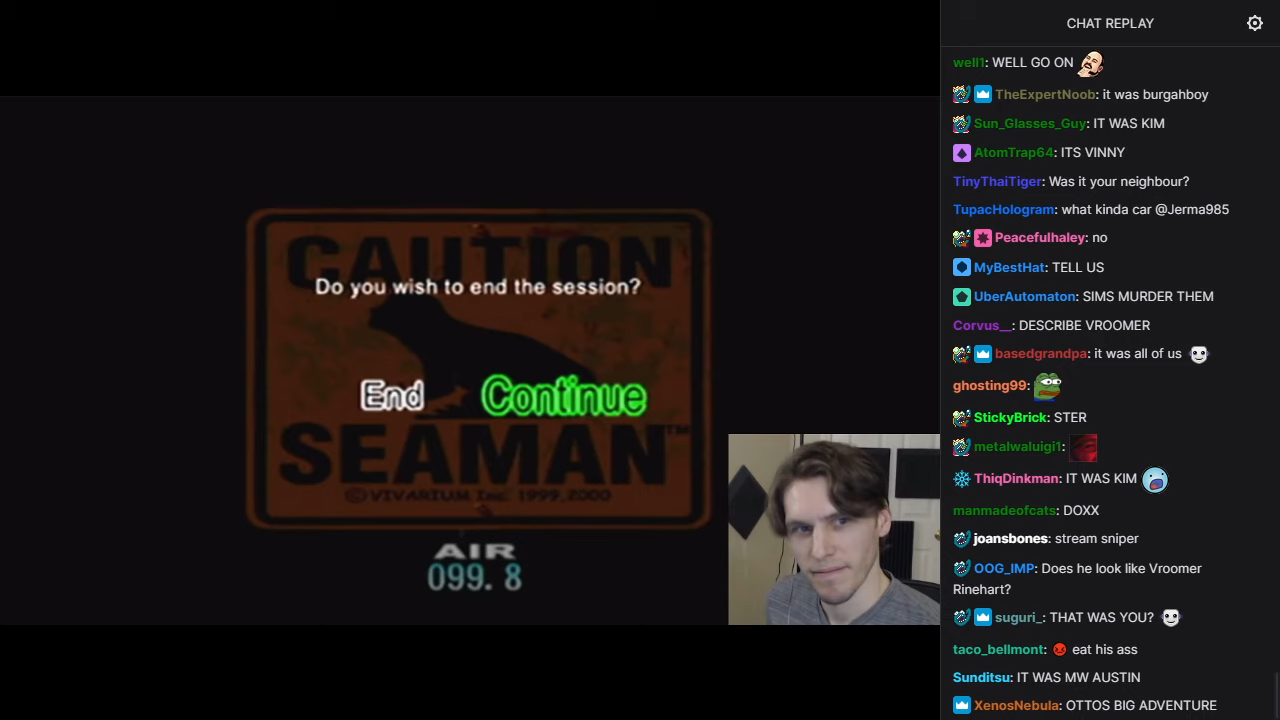 CAUTION
Do you wish to end the session?
End Continue
SEAMAN™
©VIVARIUM Inc. 1999,2000
AIR
099. 8
CHAT REPLAY
well1: WELL GO ON
TheExpertNoob: it was burgahboy
Sun_Glasses_Guy: IT WAS KIM
AtomTrap64: ITS VINNY
TinyThaiTiger: Was it your neighbour?
TupacHologram: what kinda car @Jerma985
Peacefulhaley: no
MyBestHat: TELL US
UberAutomaton: SIMS MURDER THEM
Corvus__: DESCRIBE VROOMER
basedgrandpa: it was all of us
ghosting99:
StickyBrick: STER
metalwaluigi1:
ThiqDinkman: IT WAS KIM
manmadeofcats: DOXX
joansbones: stream sniper
OOG_IMP: Does he look like Vroomer
Rinehart?
suguri_: THAT WAS YOU?
taco_bellmont: eat his ass
Sunditsu: IT WAS MW AUSTIN
XenosNebula: OTTOS BIG ADVENTURE